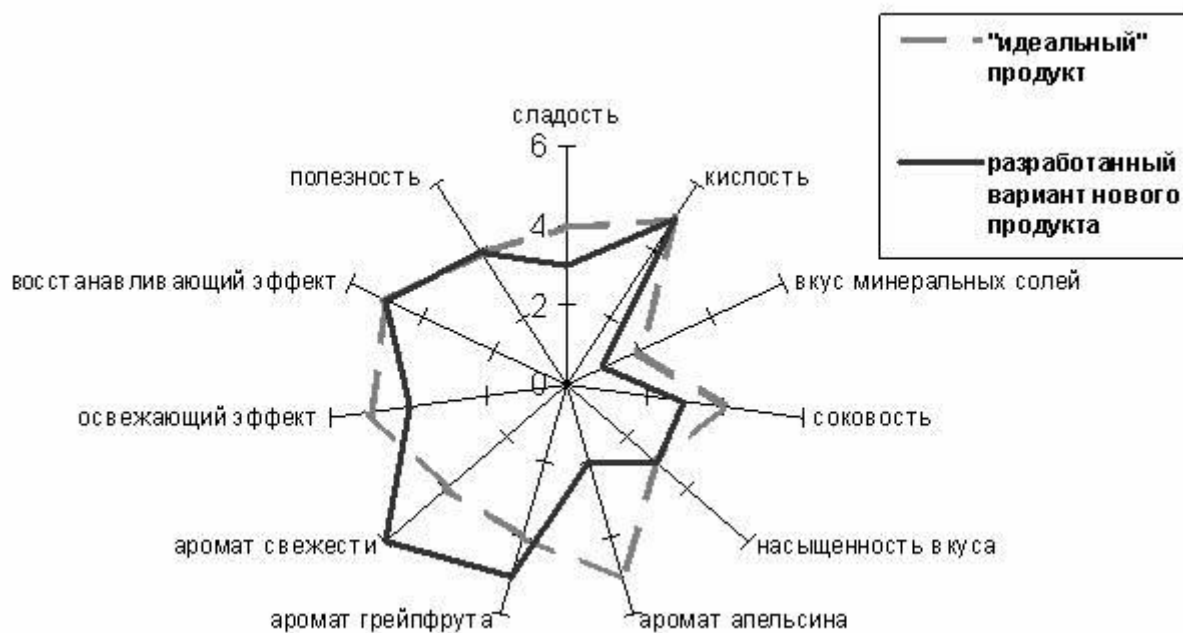 "идеальный"
продукт
разработанный
вариант нового
продукта
сладость
6
полезность
кислость
4
восстанавливающий эффект
вкус минеральных солей
2
0
освежающий эффект
соковость
аромат свежести
насыщенность вкуса
аромат грейпфрута
аромат апельсина